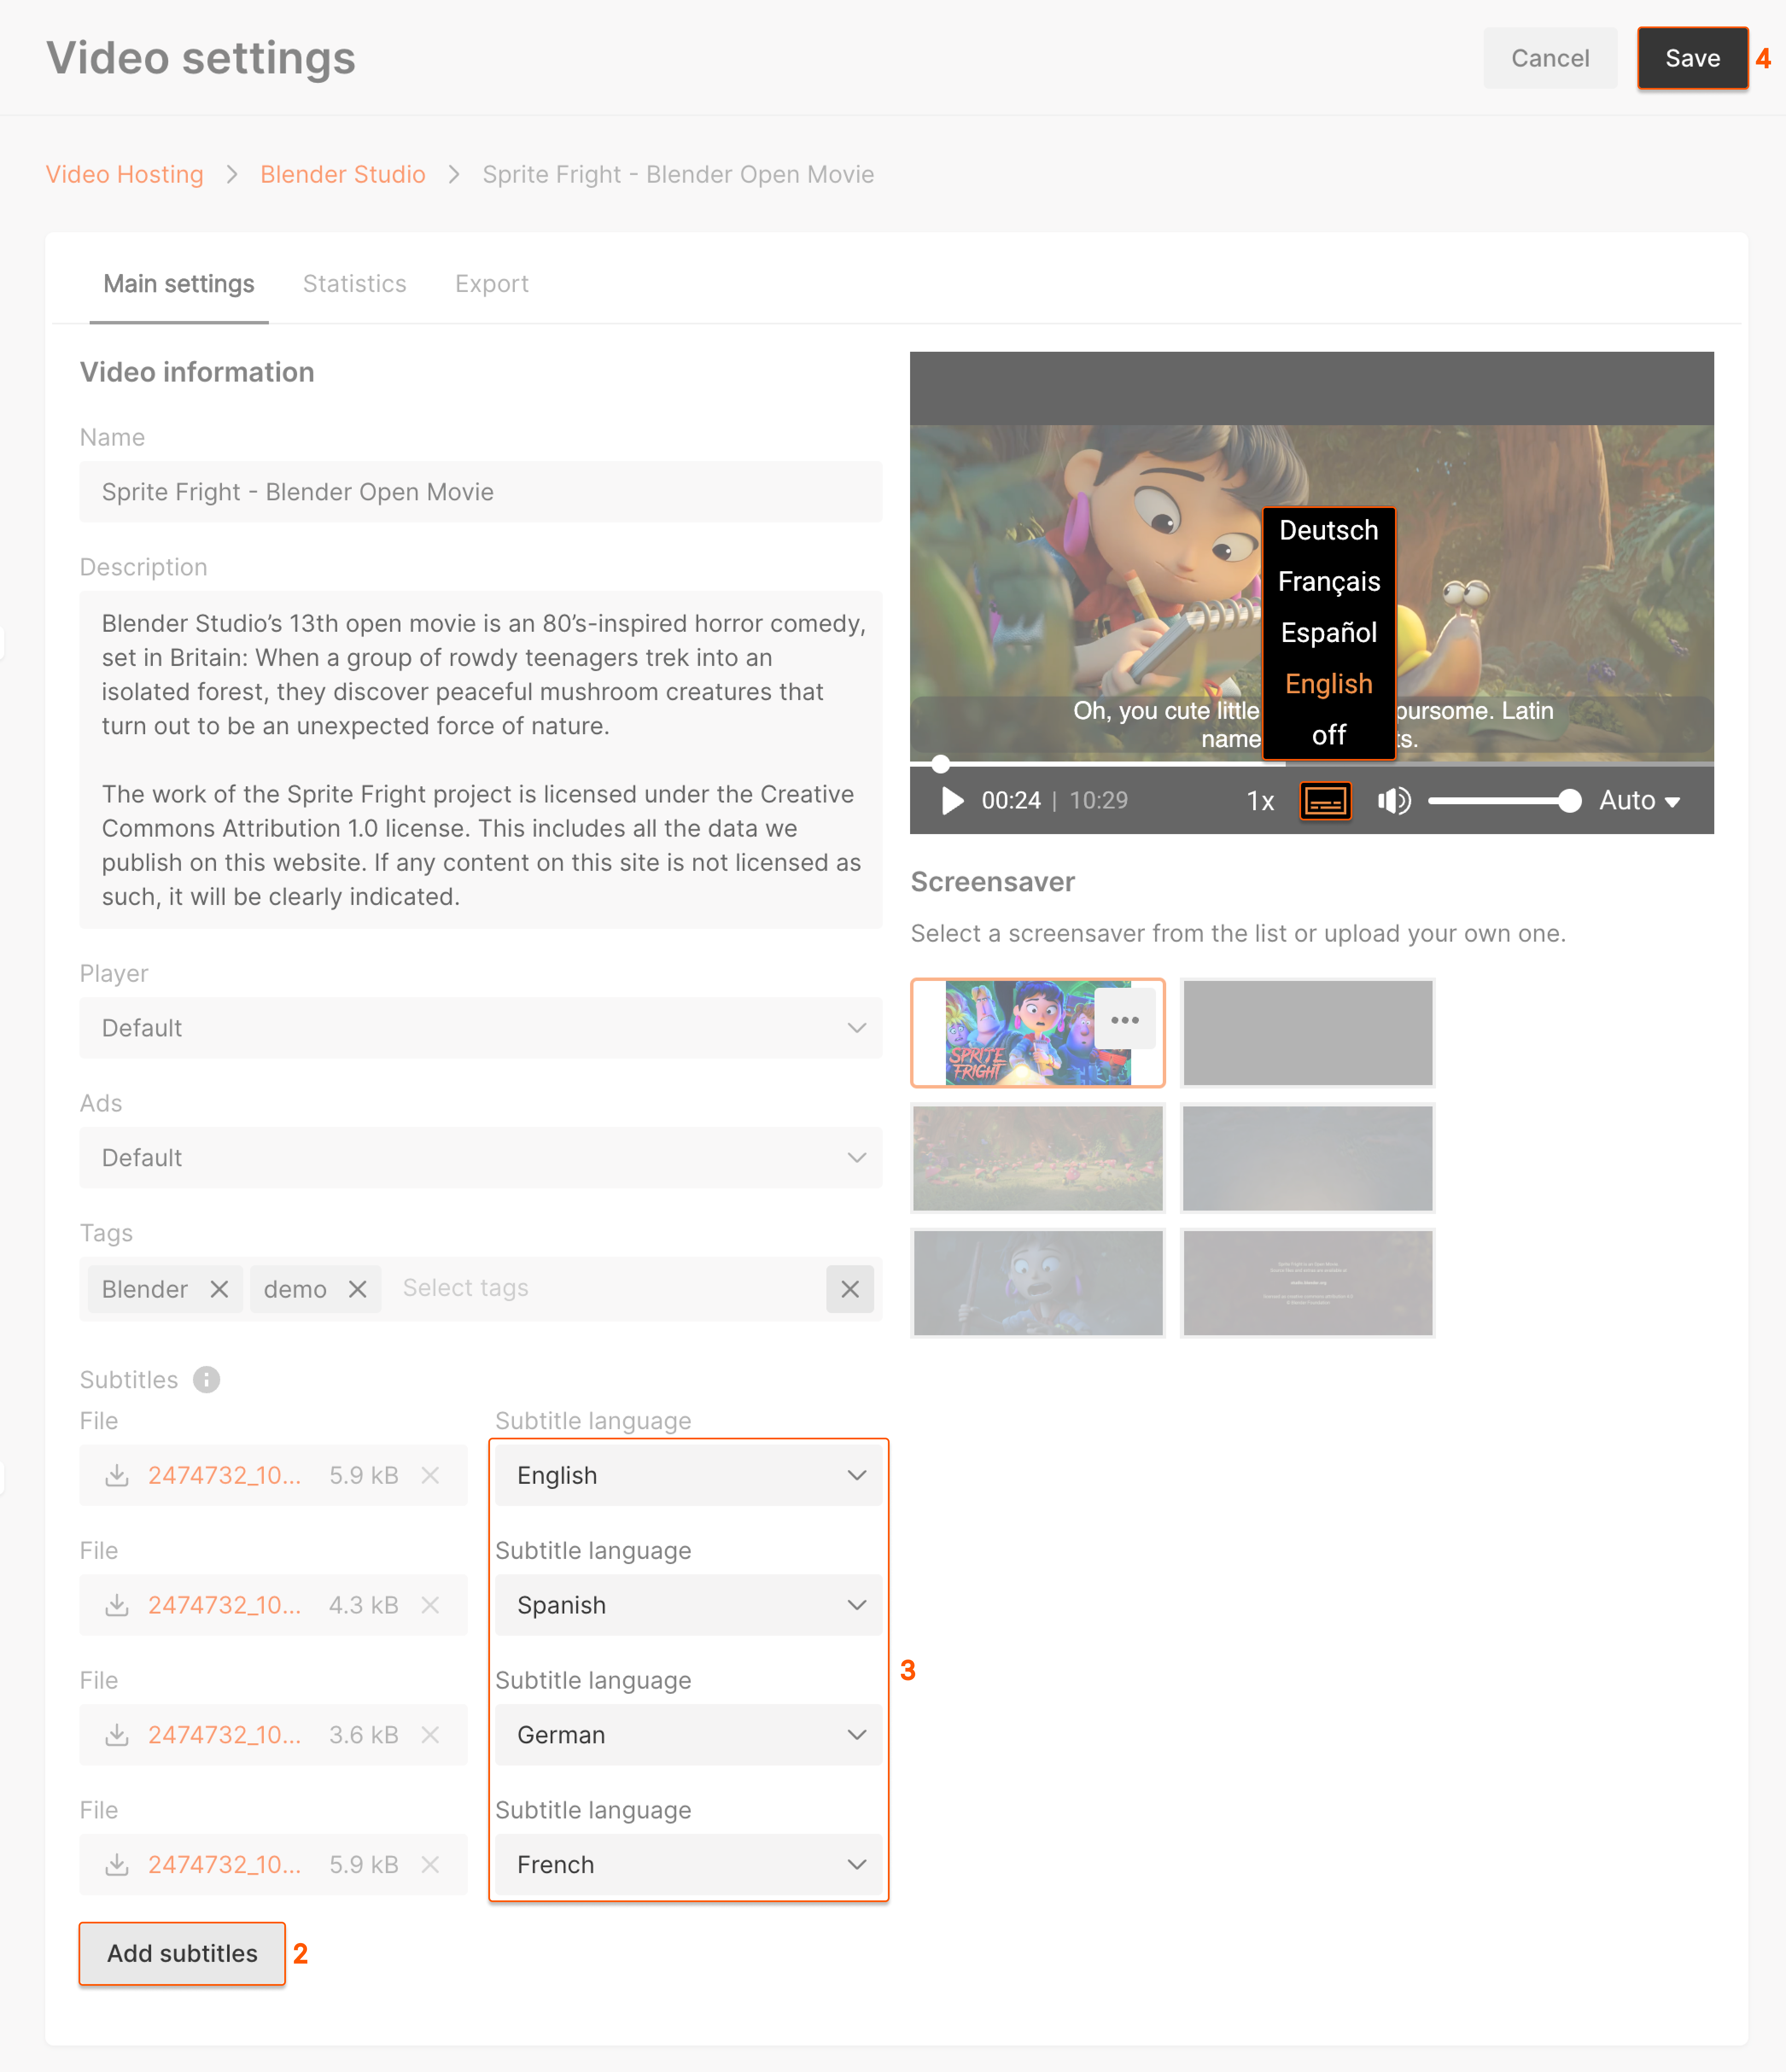 Video settings
Cancel
Save
4
Video Hosting > Blender Studio > Sprite Fright - Blender Open Movie
Main settings
Statistics
Export
Video information
Name
Sprite Fright - Blender Open Movie
Description
Blender Studio’s 13th open movie is an 80’s-inspired horror comedy,
set in Britain: When a group of rowdy teenagers trek into an
isolated forest, they discover peaceful mushroom creatures that
turn out to be an unexpected force of nature.
The work of the Sprite Fright project is licensed under the Creative
Commons Attribution 1.0 license. This includes all the data we
publish on this website. If any content on this site is not licensed as
such, it will be clearly indicated.
Player
Default
Ads
Default
Tags
Blender
demo
Select tags
Subtitles
File
Subtitle language
2474732_10... 5.9 kB
English
File
Subtitle language
2474732_10... 4.3 kB
Spanish
File
Subtitle language
2474732_10... 3.6 kB
German
File
Subtitle language
2474732_10... 5.9 kB
French
3
Add subtitles
2
Deutsch
Français
Español
English
off
Oh, you cute little oursome. Latin
name ts.
00:24 | 10:29
1x
Auto
Screensaver
Select a screensaver from the list or upload your own one.
SPRITE
FRIGHT